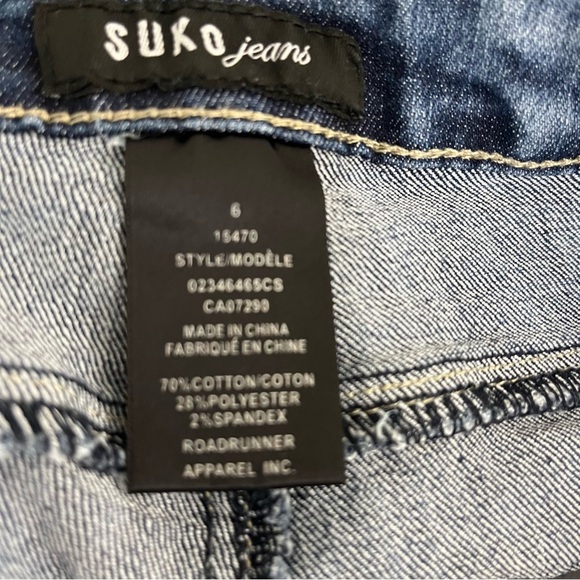 SUKO jeans
6
15470
STYLE/MODÈLE
02346465CS
CA07290
MADE IN CHINA
FABRIQUÉ EN CHINE
70%COTTON/COTON
28%POLYESTER
2%SPANDEX
ROADRUNNER
APPAREL INC.